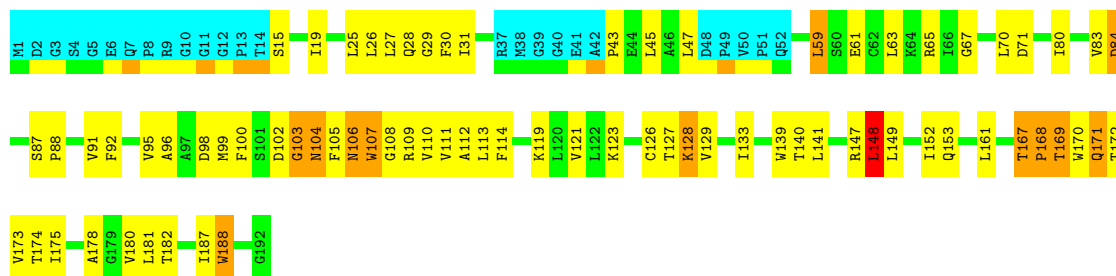 M1 D2 G3 S4 G5 E6 Q7 P8 R9 G10 G11 G12 P13 T14 S15 I19 L25 L26 L27 Q28 G29 F30 I31 R37 M38 G39 G40 E41 A42 P43 E44 L45 A46 L47 D48 P49 V50 P51 Q52 L59 S60 E61 C62 L63 K64 R65 I66 G67 L70 D71 I80 V83 D84
S87 P88 V91 F92 V95 A96 A97 D98 M99 F100 S101 D102 G103 N104 F105 N106 W107 G108 R109 V110 V111 A112 L113 F114 K119 L120 V121 L122 K123 C126 T127 K128 V129 I133 W139 T140 L141 R147 L148 L149 I152 Q153 L161 T167 P168 T169 W170 Q171 T172
V173 T174 I175 A178 G179 V180 L181 T182 I187 W188 G192